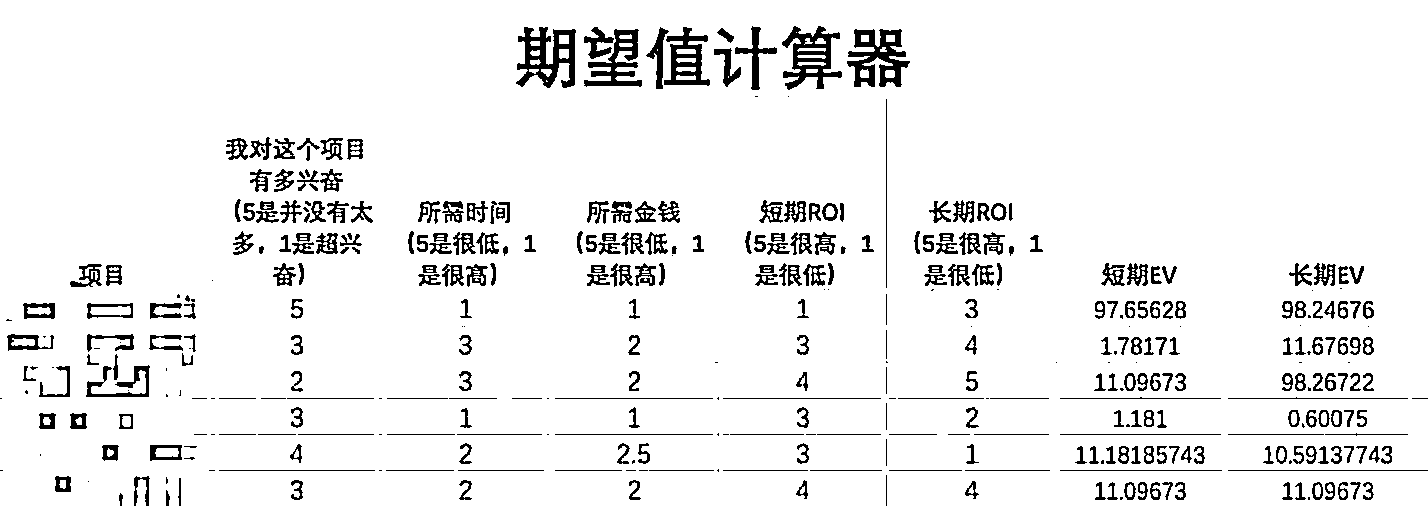 期望值计算器
我对这个项目
有多兴奋
(5是并没有太
多，1是超兴
奋)
所需时间
(5是很低，1
是很高)
所需金钱
(5是很低，1
是很高)
短期ROI
(5是很高，1
是很低)
长期ROI
(5是很高，1
是很低)
项目 短期EV 长期EV
5 1 1 1 3 97.65628 98.24676
3 3 2 3 4 1.78171 11.67698
2 3 2 4 5 11.09673 98.26722
3 1 1 3 2 1.181 0.60075
4 2 2.5 3 1 11.18185743 10.59137743
3 2 2 4 4 11.09673 11.09673